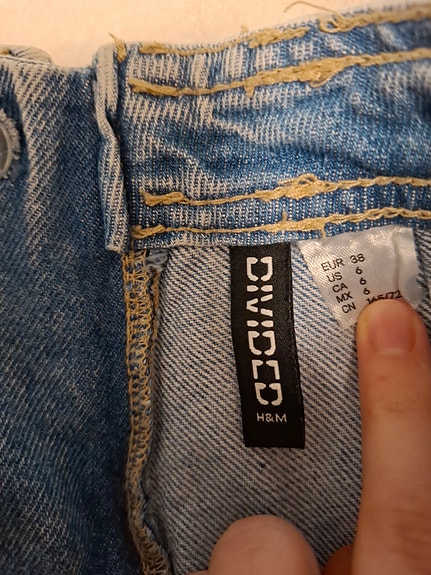 DIVIDED
H&M
EUR 38
US 6
CA 6
MX 6
CN 165/72